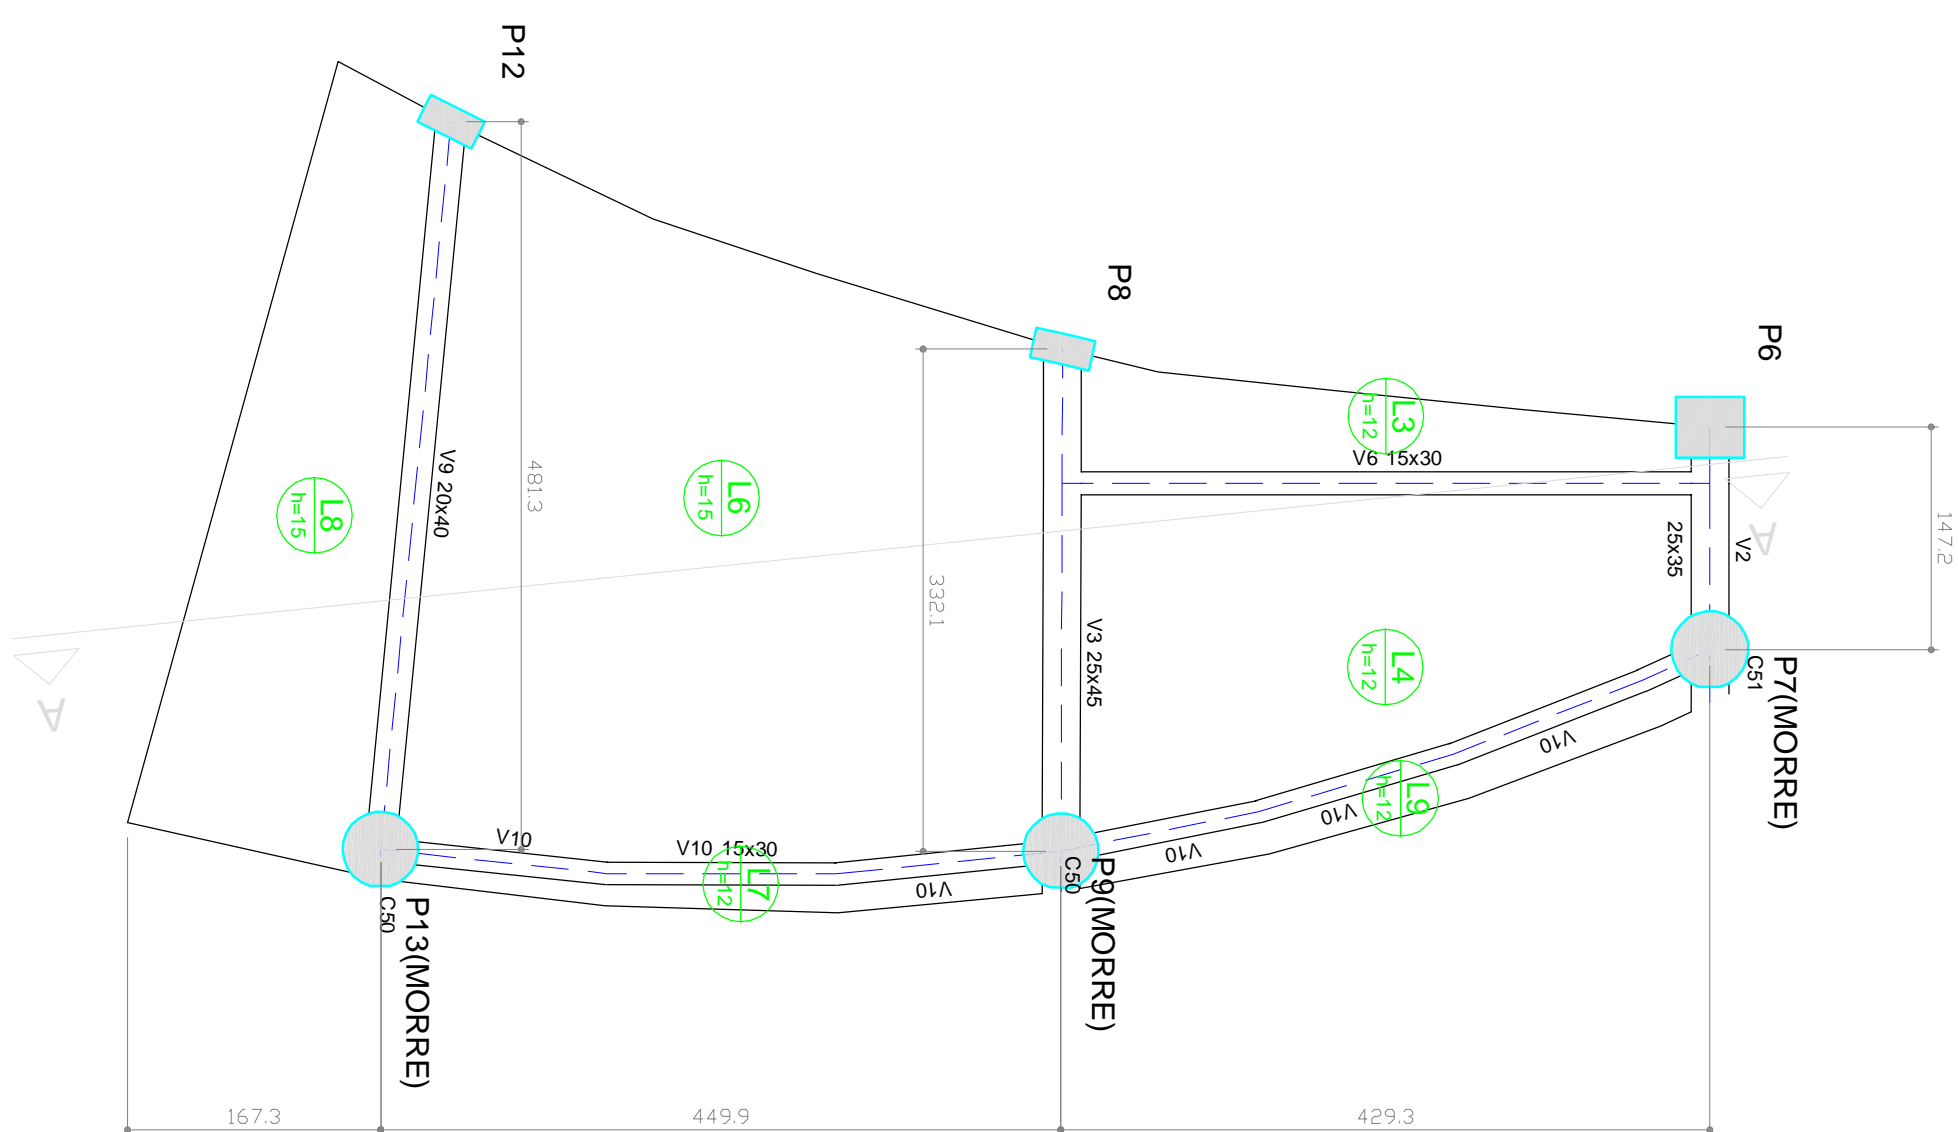 P12
P8
P6
L3
h=12
V6 15x30
147.2
V9 20x40
481.3
L6
h=15
L8
h=15
25x35
V2
A
332.1
V3 25x45
L4
h=12
C51
P7(MORRE)
A
V10
L9
h=12
V10
V10
V10
V10 15x30
L7
h=12
V10
C50
P9(MORRE)
C50
P13(MORRE)
167.3
449.9
429.3